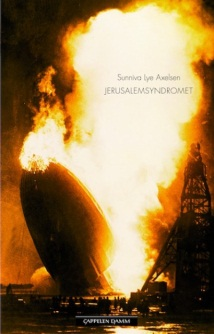 Sunniva Lye Axelsen
JERUSALEMSYNDROMET
CAPPELEN DAMM